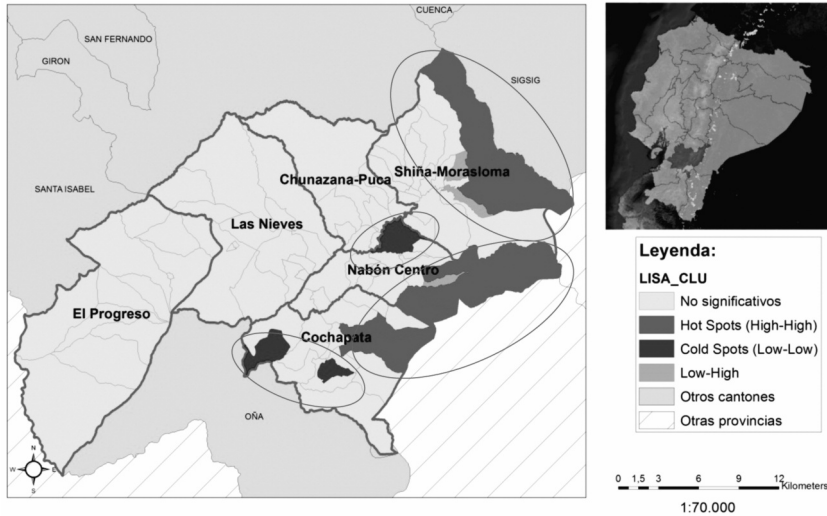 CUENCA
SAN FERNANDO
GIRON
SIGSIG
Shiña-Morasloma
Chunazana-Puca
SANTA ISABEL
Las Nieves
Nabón Centro
El Progreso
Cochapata
OÑA
N
W E
S
Leyenda:
LISA_CLU
No significativos
Hot Spots (High-High)
Cold Spots (Low-Low)
Low-High
Otros cantones
Otras provincias
0 1,5 3 6 9 12
Kilometers
1:70.000